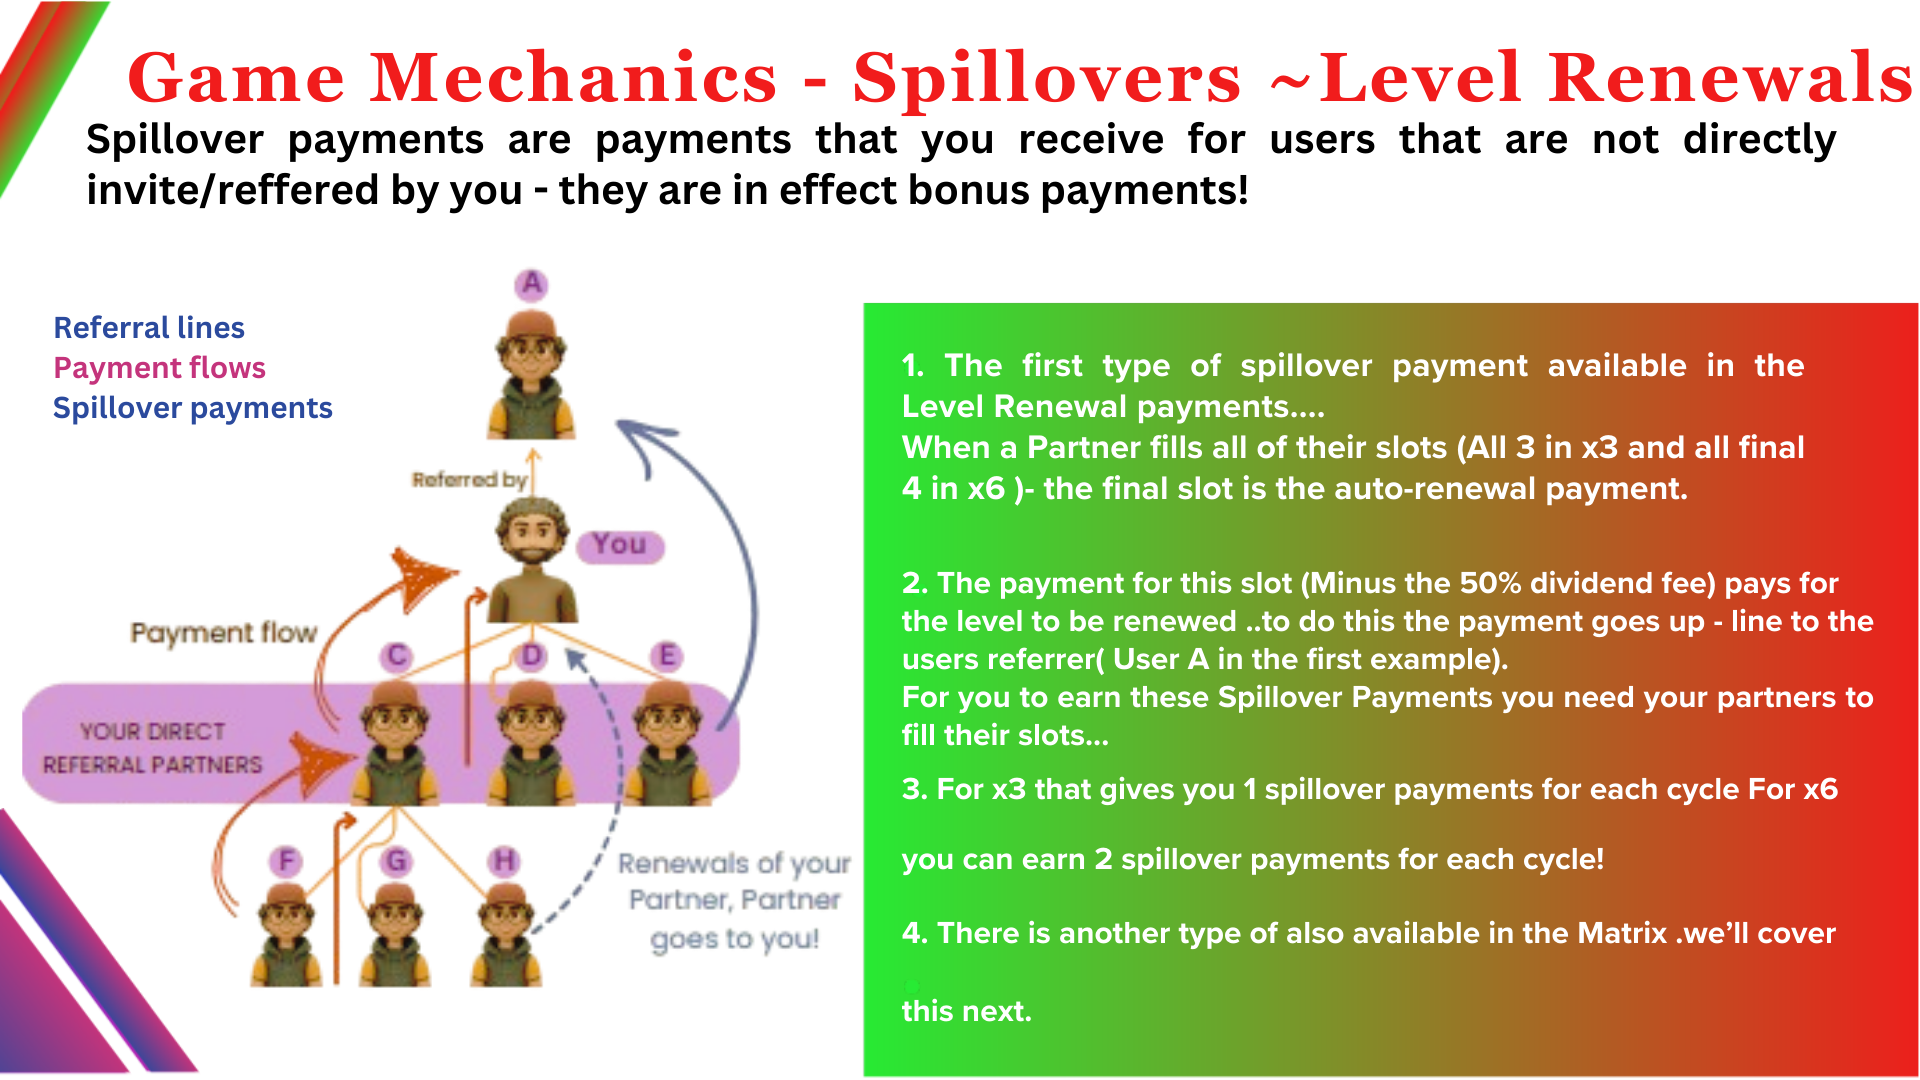 Game Mechanics - Spillovers ~Level Renewals
Spillover payments are payments that you receive for users that are not directly
invite/reffered by you - they are in effect bonus payments!
Referral lines
Payment flows
Spillover payments
A
Referred by
You
Payment flow
C
D
E
YOUR DIRECT
REFERRAL PARTNERS
F
G
H
Renewals of your
Partner, Partner
goes to you!
1. The first type of spillover payment available in the
Level Renewal payments....
When a Partner fills all of their slots (All 3 in x3 and all final
4 in x6 )- the final slot is the auto-renewal payment.
2. The payment for this slot (Minus the 50% dividend fee) pays for
the level to be renewed ..to do this the payment goes up - line to the
users referrer( User A in the first example).
For you to earn these Spillover Payments you need your partners to
fill their slots...
3. For x3 that gives you 1 spillover payments for each cycle For x6
you can earn 2 spillover payments for each cycle!
4. There is another type of also available in the Matrix .we’ll cover
this next.